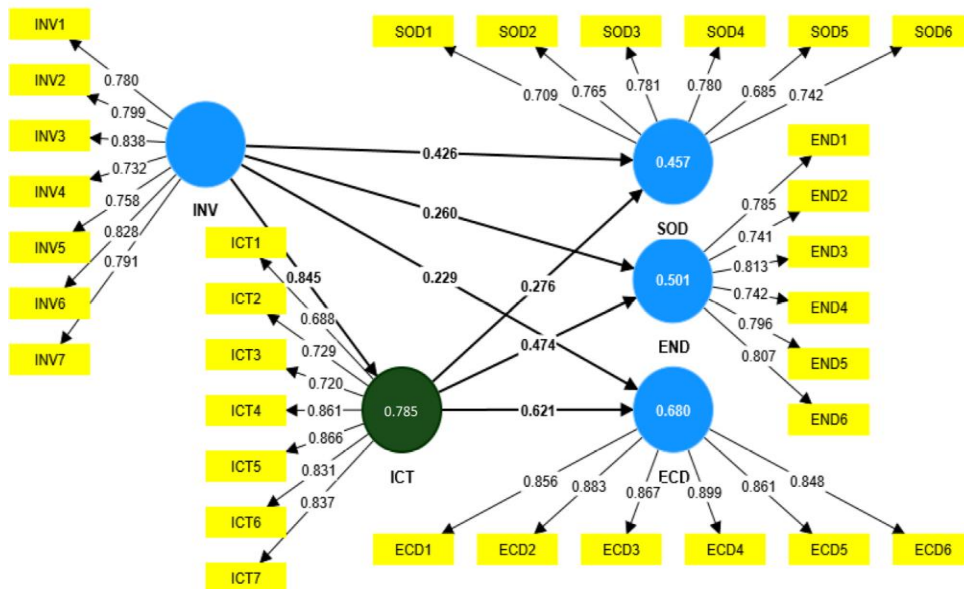 INV1
SOD1
SOD2
SOD3
SOD4
SOD5
SOD6
INV2
0.780
0.799
INV3
0.838
INV4
0.732
0.758
INV5
0.828
0.791
INV6
INV7
INV
0.709
0.765
0.781
0.780
0.685
0.742
0.457
SOD
0.426
0.260
0.229
0.845
0.276
0.474
0.621
END1
0.785
END2
0.741
END3
0.813
0.742
END4
0.796
END5
0.807
END6
0.501
END
ICT1
0.688
ICT2
0.729
ICT3
0.720
ICT4
0.861
ICT5
0.866
0.831
ICT6
0.837
ICT7
0.785
ICT
0.680
ECD
0.856
0.883
0.867
0.899
0.861
0.848
ECD1
ECD2
ECD3
ECD4
ECD5
ECD6